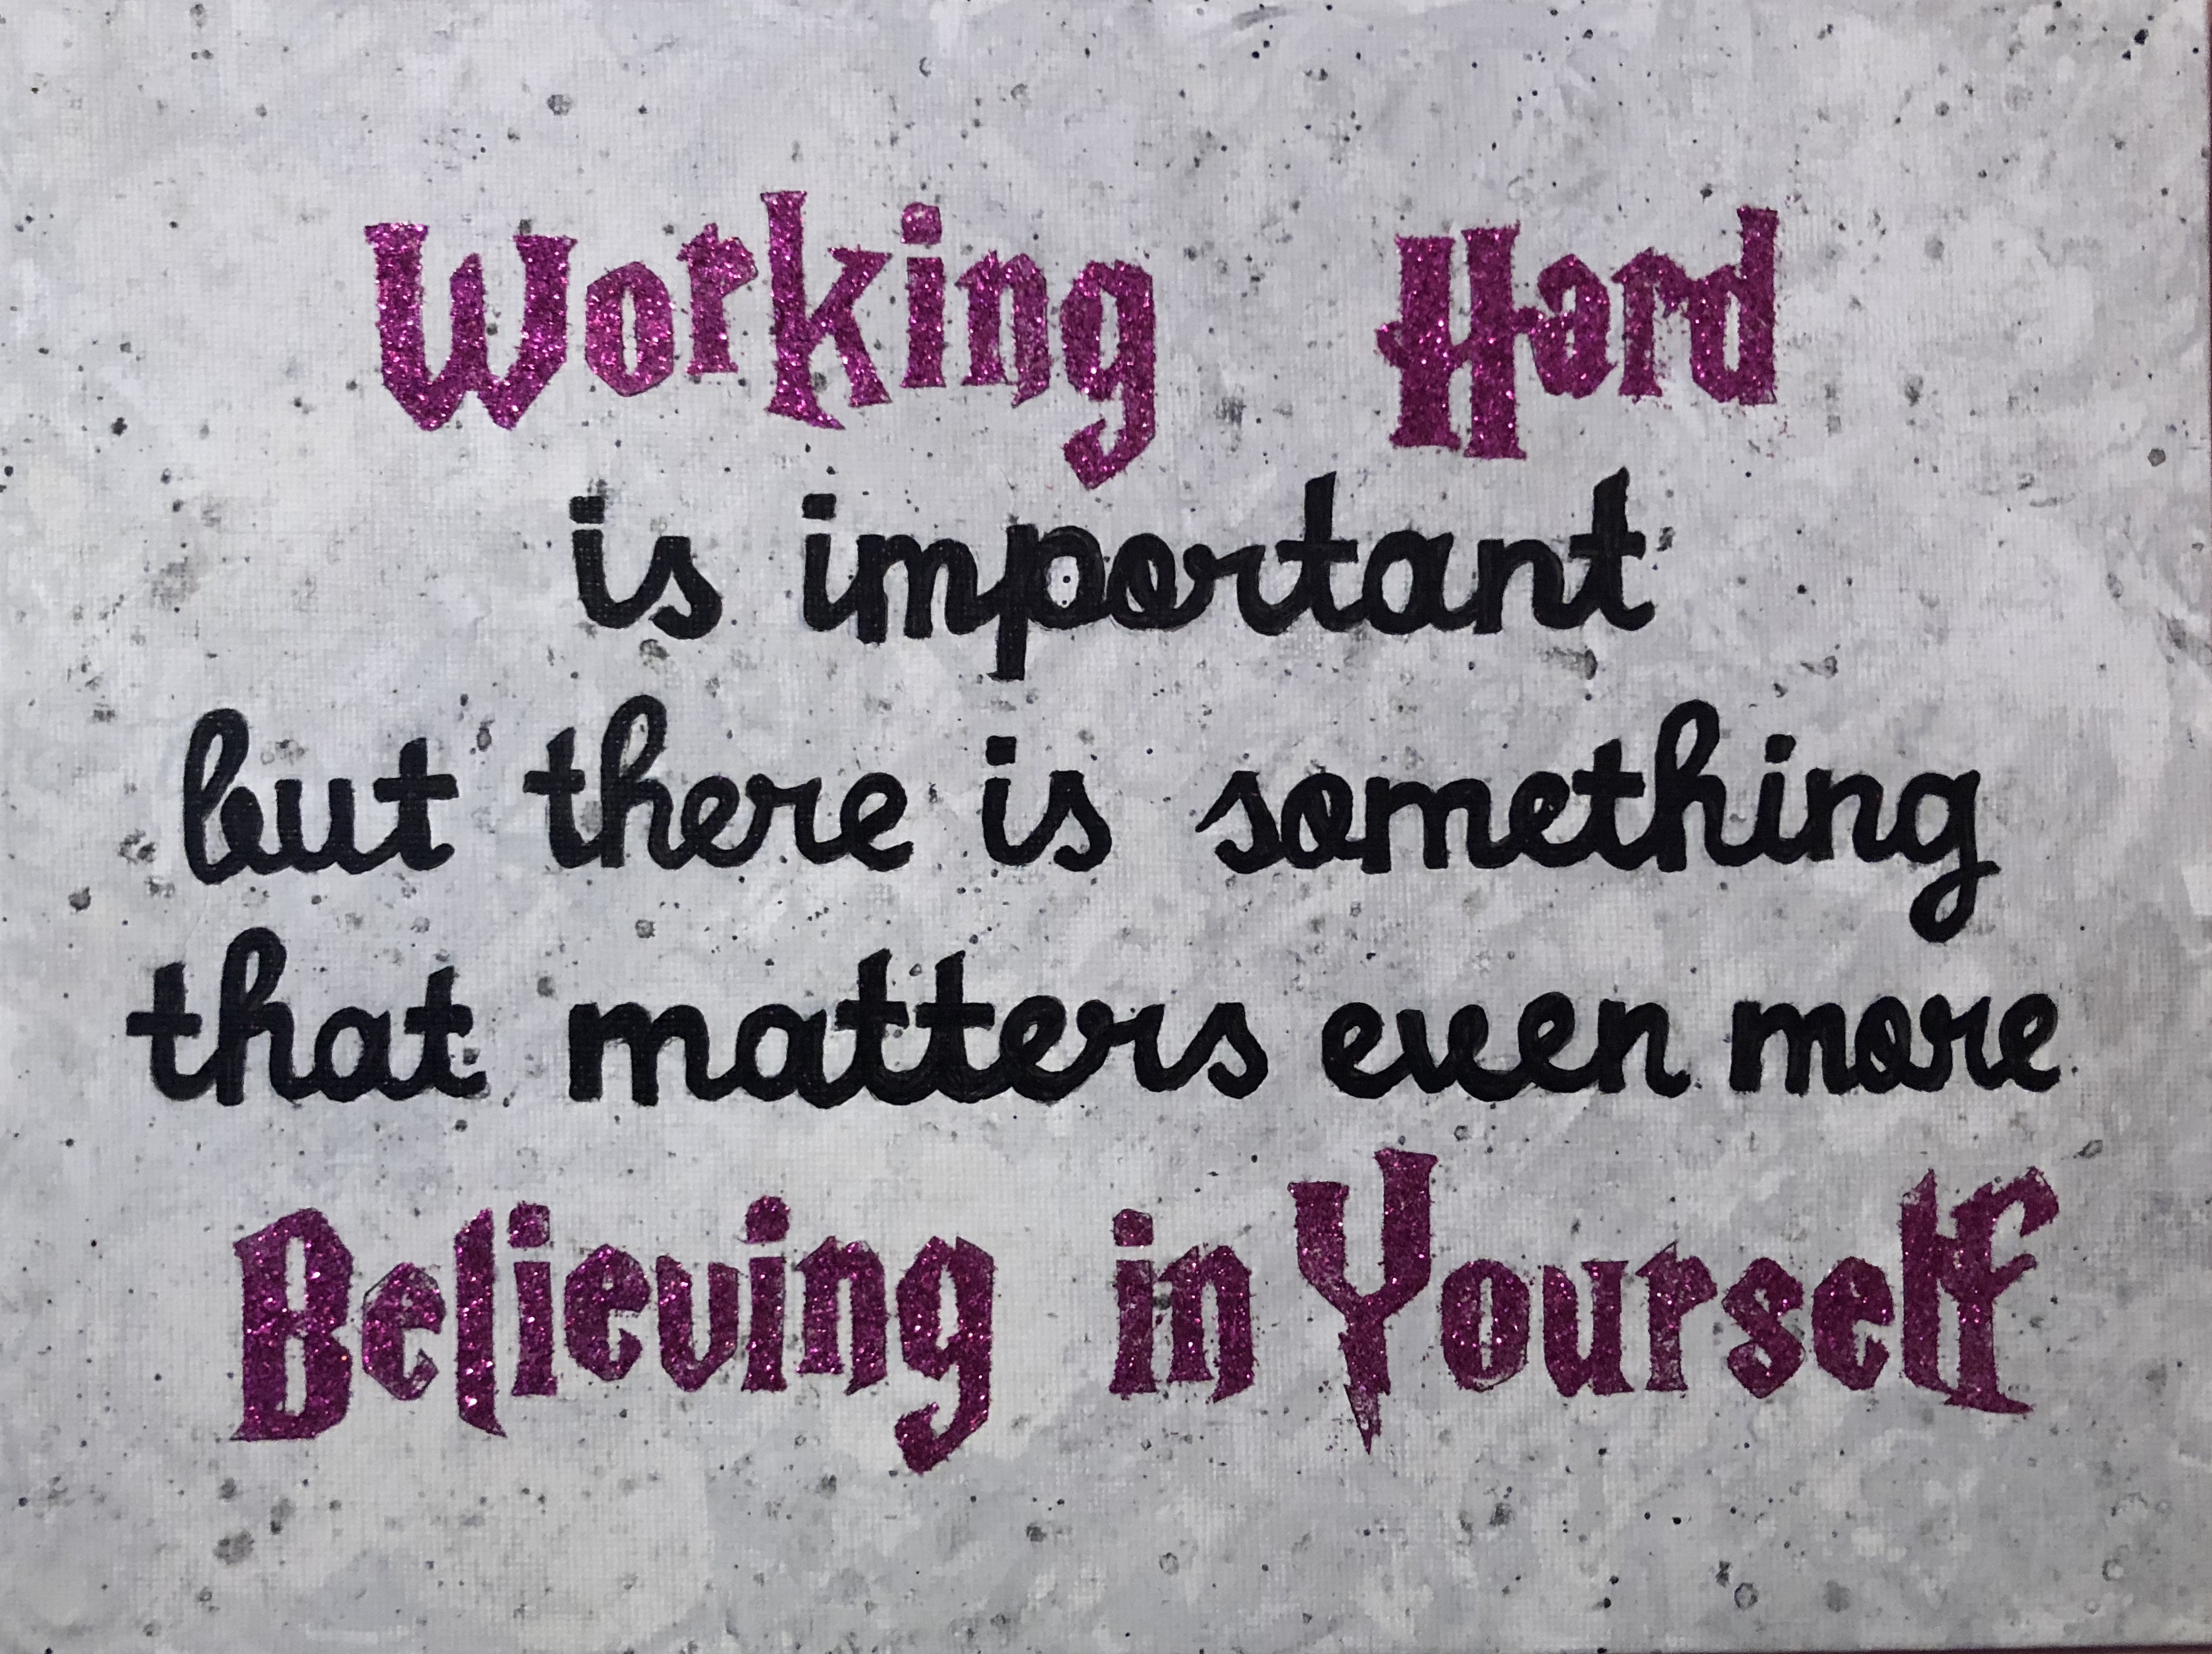 Working Hard
is important
but there is something
that matters even more
Believing in Yourself